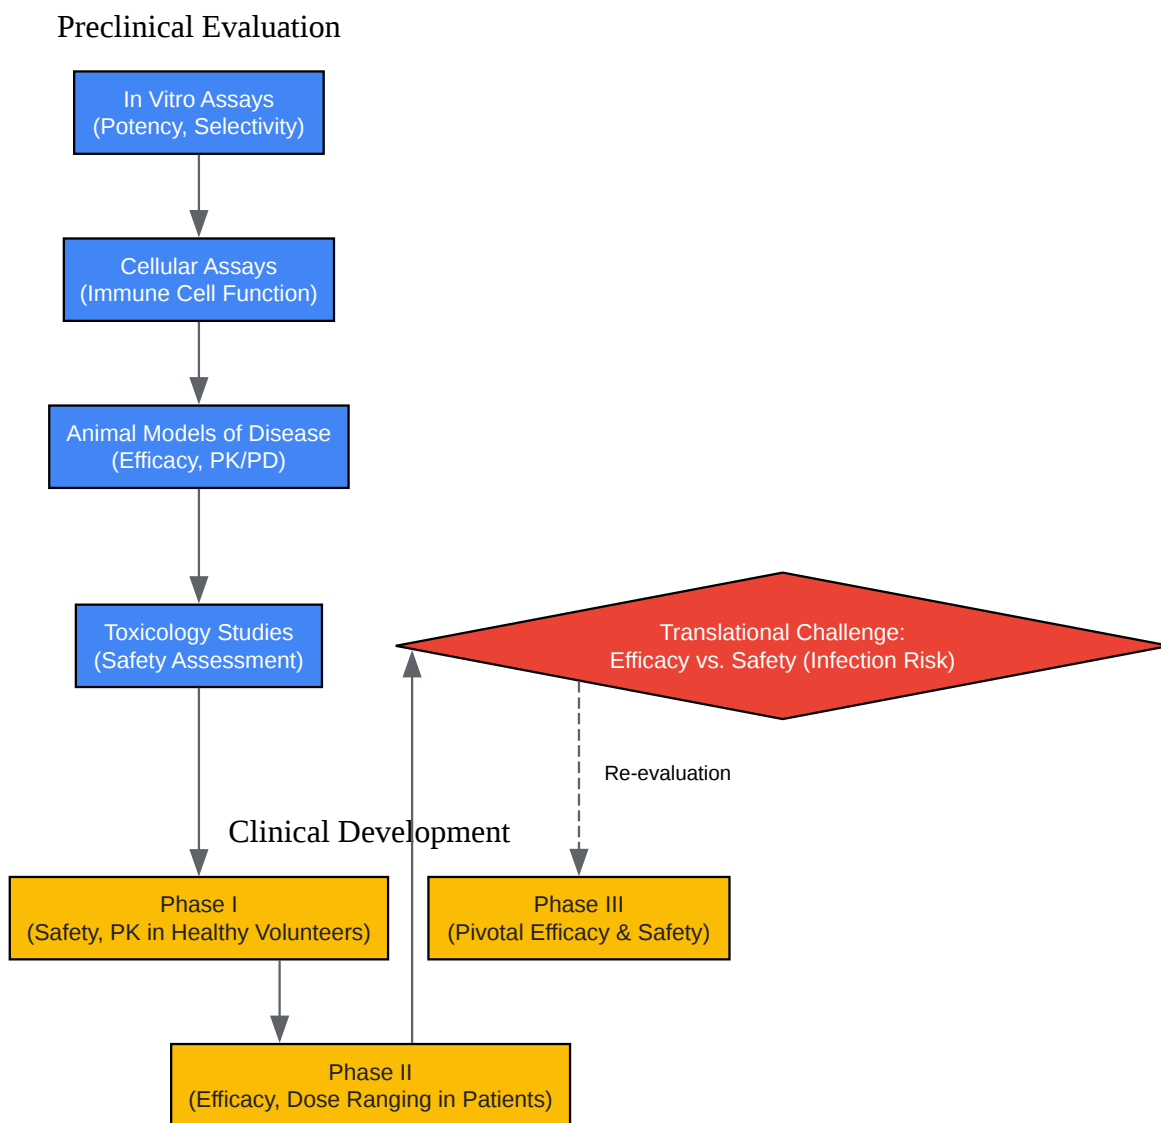 Preclinical Evaluation
In Vitro Assays
(Potency, Selectivity)
Cellular Assays
(Immune Cell Function)
Animal Models of Disease
(Efficacy, PK/PD)
Toxicology Studies
(Safety Assessment)
Translational Challenge:
Efficacy vs. Safety (Infection Risk)
Re-evaluation
Clinical Development
Phase I
(Safety, PK in Healthy Volunteers)
Phase III
(Pivotal Efficacy & Safety)
Phase II
(Efficacy, Dose Ranging in Patients)